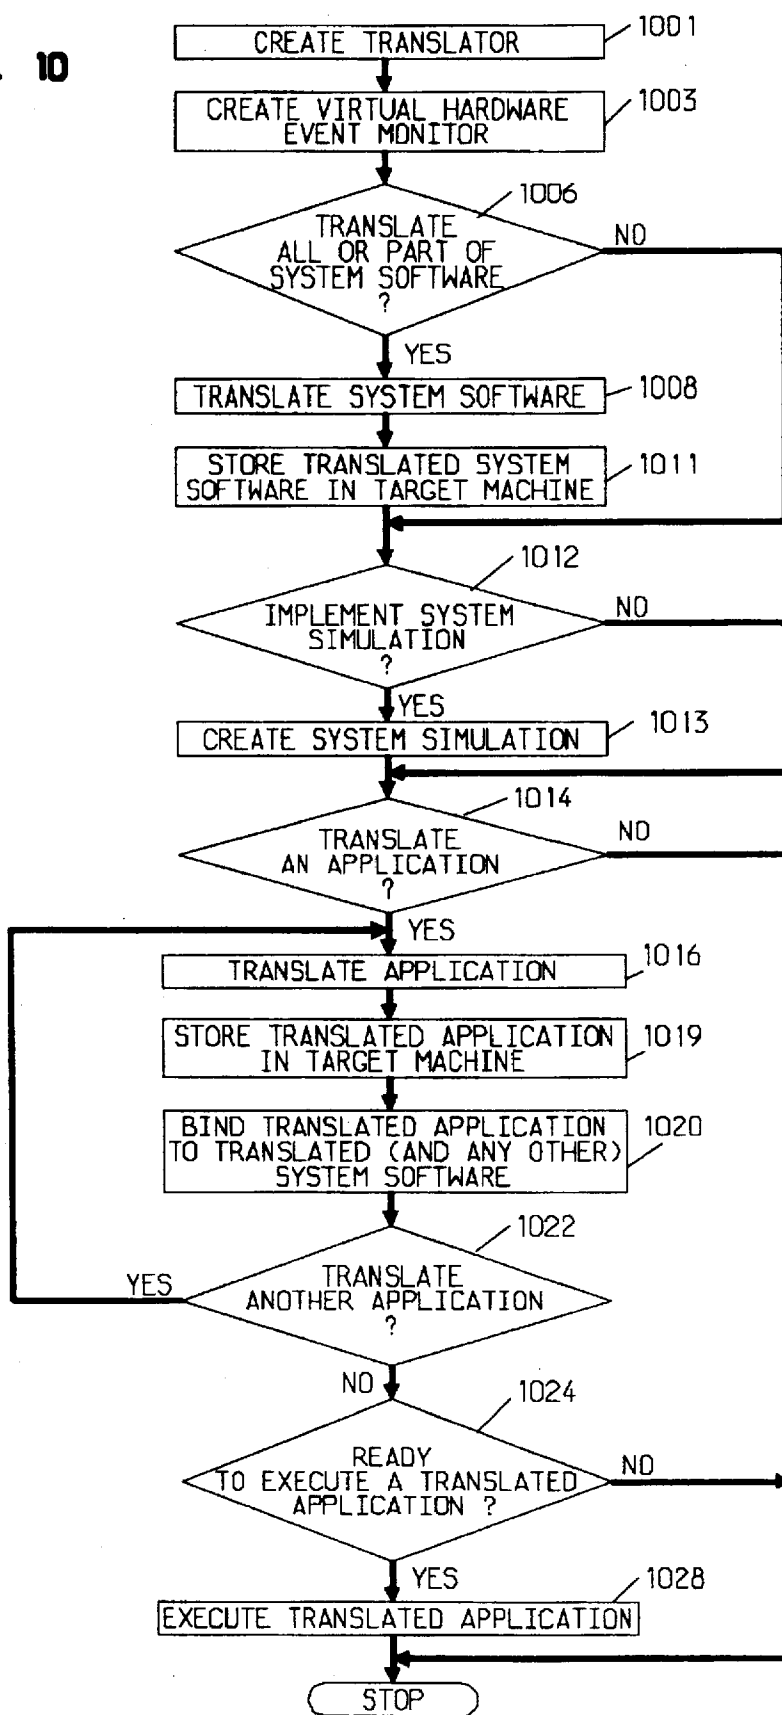 . 10
CREATE TRANSLATOR
1001
CREATE VIRTUAL HARDWARE
EVENT MONITOR
1003
1006
TRANSLATE
ALL OR PART OF
SYSTEM SOFTWARE
?
NO
YES
TRANSLATE SYSTEM SOFTWARE
1008
STORE TRANSLATED SYSTEM
SOFTWARE IN TARGET MACHINE
1011
1012
IMPLEMENT SYSTEM
SIMULATION
?
NO
YES
CREATE SYSTEM SIMULATION
1013
1014
TRANSLATE
AN APPLICATION
?
NO
YES
TRANSLATE APPLICATION
1016
STORE TRANSLATED APPLICATION
IN TARGET MACHINE
1019
BIND TRANSLATED APPLICATION
TO TRANSLATED (AND ANY OTHER)
SYSTEM SOFTWARE
1020
1022
TRANSLATE
ANOTHER APPLICATION
?
YES
NO
1024
READY
TO EXECUTE A TRANSLATED
APPLICATION ?
NO
YES
1028
EXECUTE TRANSLATED APPLICATION
STOP